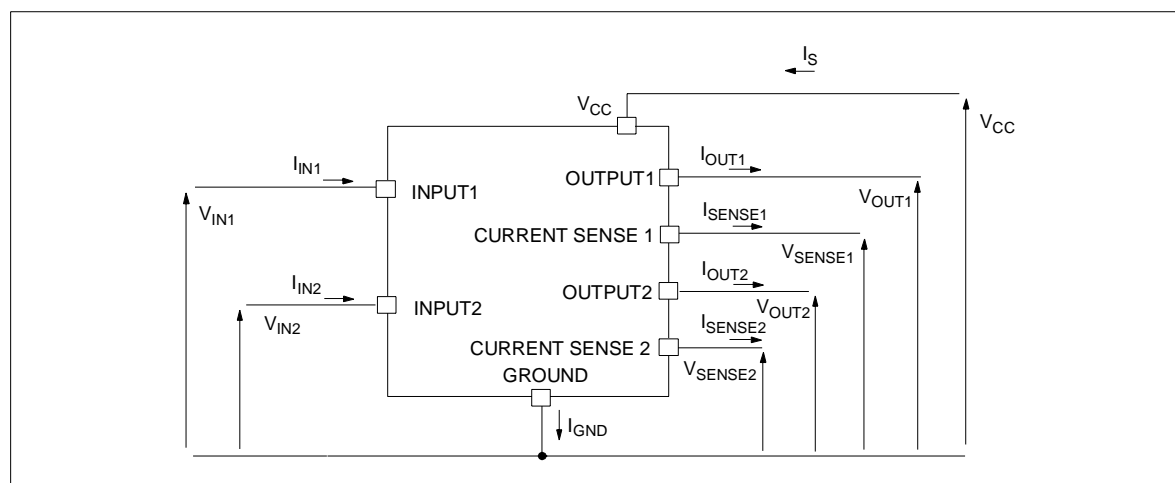 I_S
V_CC
V_CC
I_IN1
INPUT1
OUTPUT1
I_OUT1
V_IN1
V_OUT1
CURRENT SENSE 1
I_SENSE1
V_SENSE1
I_IN2
INPUT2
OUTPUT2
I_OUT2
V_IN2
V_OUT2
CURRENT SENSE 2
I_SENSE2
V_SENSE2
GROUND
I_GND